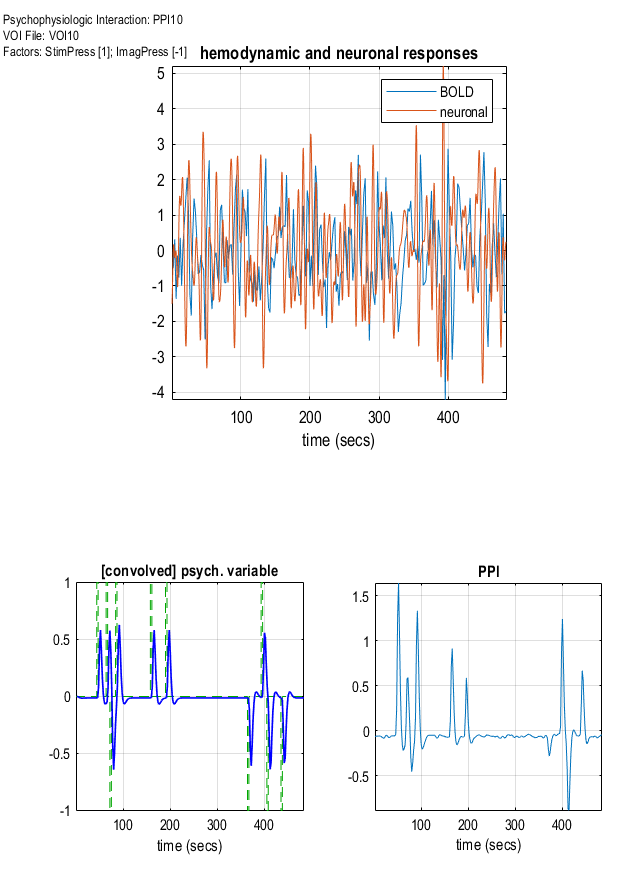 Psychophysiologic Interaction: PPI10
VOI File: VOI10
Factors: StimPress [1]; ImagPress [-1]
hemodynamic and neuronal responses
5
4
3
2
1
0
-1
-2
-3
-4
BOLD
neuronal
100 200 300 400
time (secs)
[convolved] psych. variable
1
0.5
0
-0.5
-1
100 200 300 400
time (secs)
PPI
1.5
1
0.5
0
-0.5
100 200 300 400
time (secs)